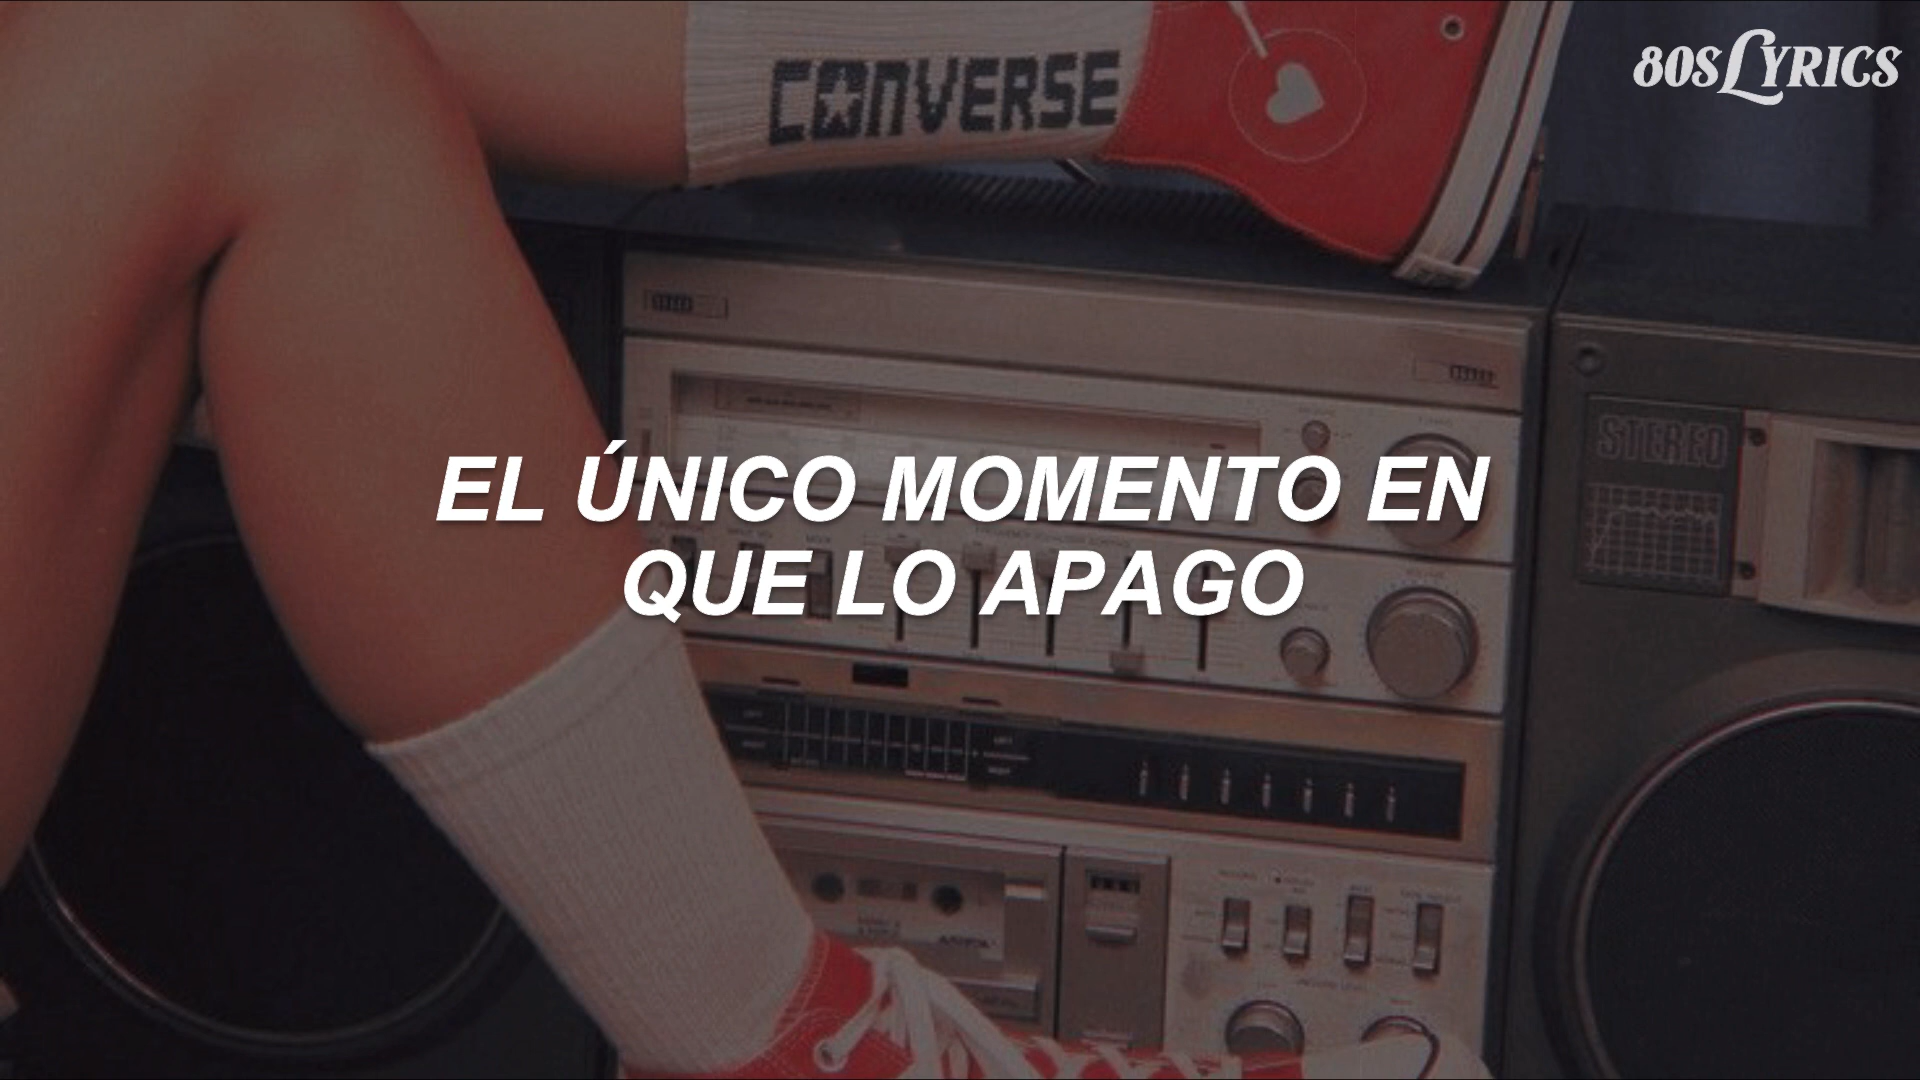 80SLYRICS
CONVERSE
STEREO
EL ÚNICO MOMENTO EN
QUE LO APAGO